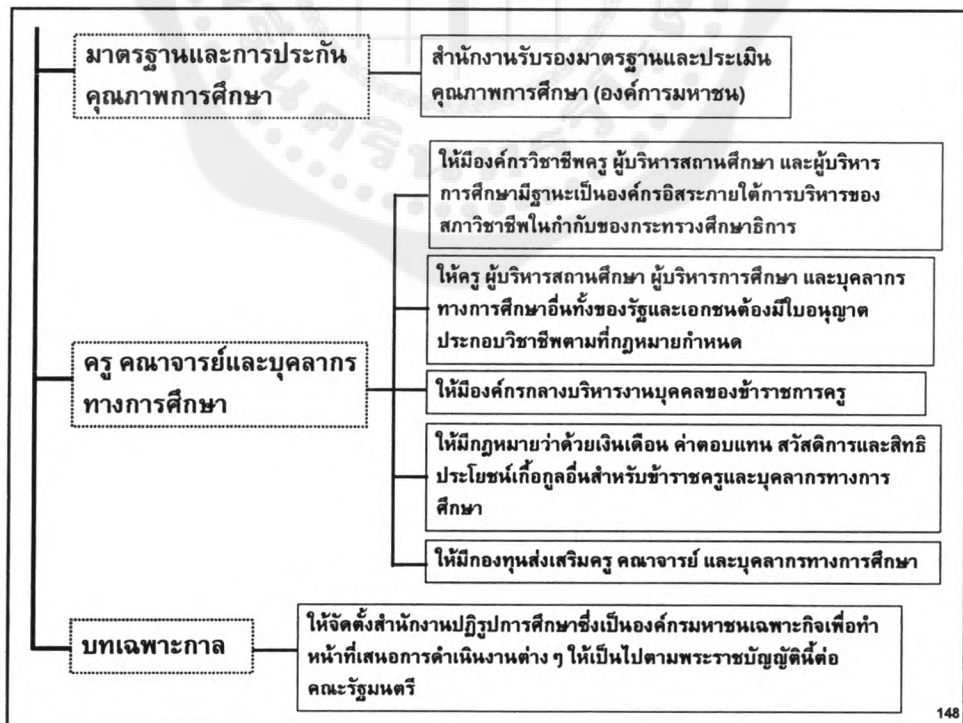 มาตรฐานและการประกัน
คุณภาพการศึกษา
สำนักงานรับรองมาตรฐานและประเมิน
คุณภาพการศึกษา (องค์การมหาชน)
ให้มีองค์กรวิชาชีพครู ผู้บริหารสถานศึกษา และผู้บริหาร
การศึกษามีฐานะเป็นองค์กรอิสระภายใต้การบริหารของ
สภาวิชาชีพในกำกับของกระทรวงศึกษาธิการ
ให้ครู ผู้บริหารสถานศึกษา ผู้บริหารการศึกษา และบุคลากร
ทางการศึกษาอื่นทั้งของรัฐและเอกชนต้องมีใบอนุญาต
ประกอบวิชาชีพตามที่กฎหมายกำหนด
ครู คณาจารย์และบุคลากร
ทางการศึกษา
ให้มีองค์กรกลางบริหารงานบุคคลของข้าราชการครู
ให้มีกฎหมายว่าด้วยเงินเดือน ค่าตอบแทน สวัสดิการและสิทธิ
ประโยชน์เกื้อกูลอื่นสำหรับข้าราชครูและบุคลากรทางการ
ศึกษา
ให้มีกองทุนส่งเสริมครู คณาจารย์ และบุคลากรทางการศึกษา
บทเฉพาะกาล
ให้จัดตั้งสำนักงานปฏิรูปการศึกษาซึ่งเป็นองค์กรมหาชนเฉพาะกิจเพื่อทำ
หน้าที่เสนอการดำเนินงานต่าง ๆ ให้เป็นไปตามพระราชบัญญัตินี้ต่อ
คณะรัฐมนตรี
148